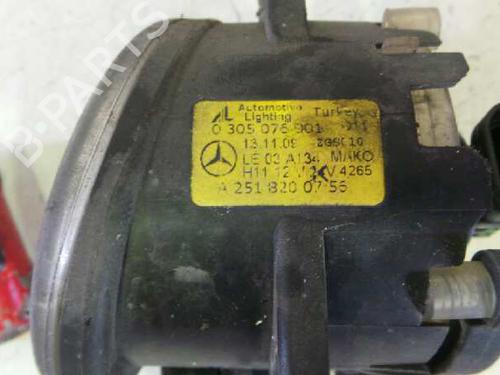 AL Automotive Lighting Turkey
0 305 076 901
13.11.09
LE 03 A134 MAKO
H11 12 V 4265
A 251 820 07 56